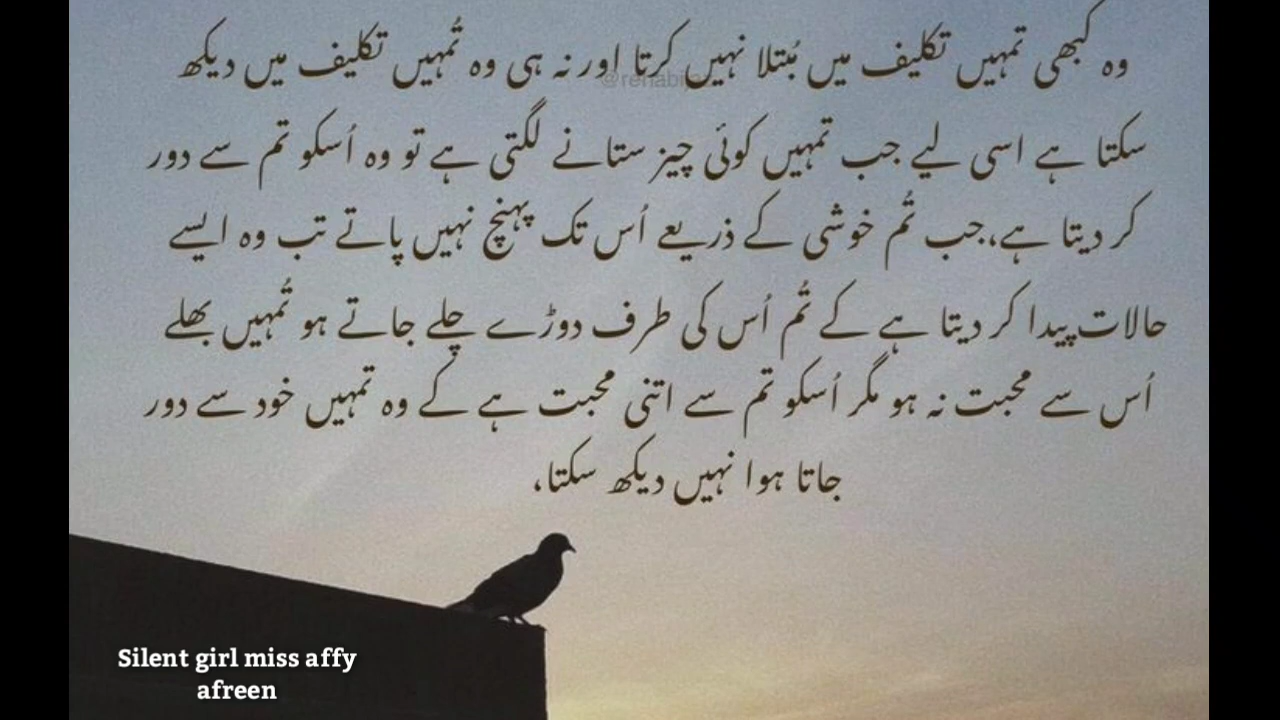 وہ کبھی تمہیں تکلیف میں مُبتلا نہیں کرتا اور نہ ہی وہ تُمہیں تکلیف میں دیکھ
سکتا ہے اسی لیے جب تمہیں کوئی چیز ستانے لگتی ہے تو وہ اُسکو تم سے دور
کر دیتا ہے،جب تُم خوشی کے ذریعے اُس تک پہنچ نہیں پاتے تب وہ ایسے
حالات پیدا کر دیتا ہے کے تُم اُس کی طرف دوڑے چلے جاتے ہو تُمہیں بھلے
اُس سے محبت نہ ہو مگر اُسکو تم سے اتنی محبت ہے کے وہ تمہیں خود سے دور
جاتا ہوا نہیں دیکھ سکتا،
Silent girl miss affy
afreen